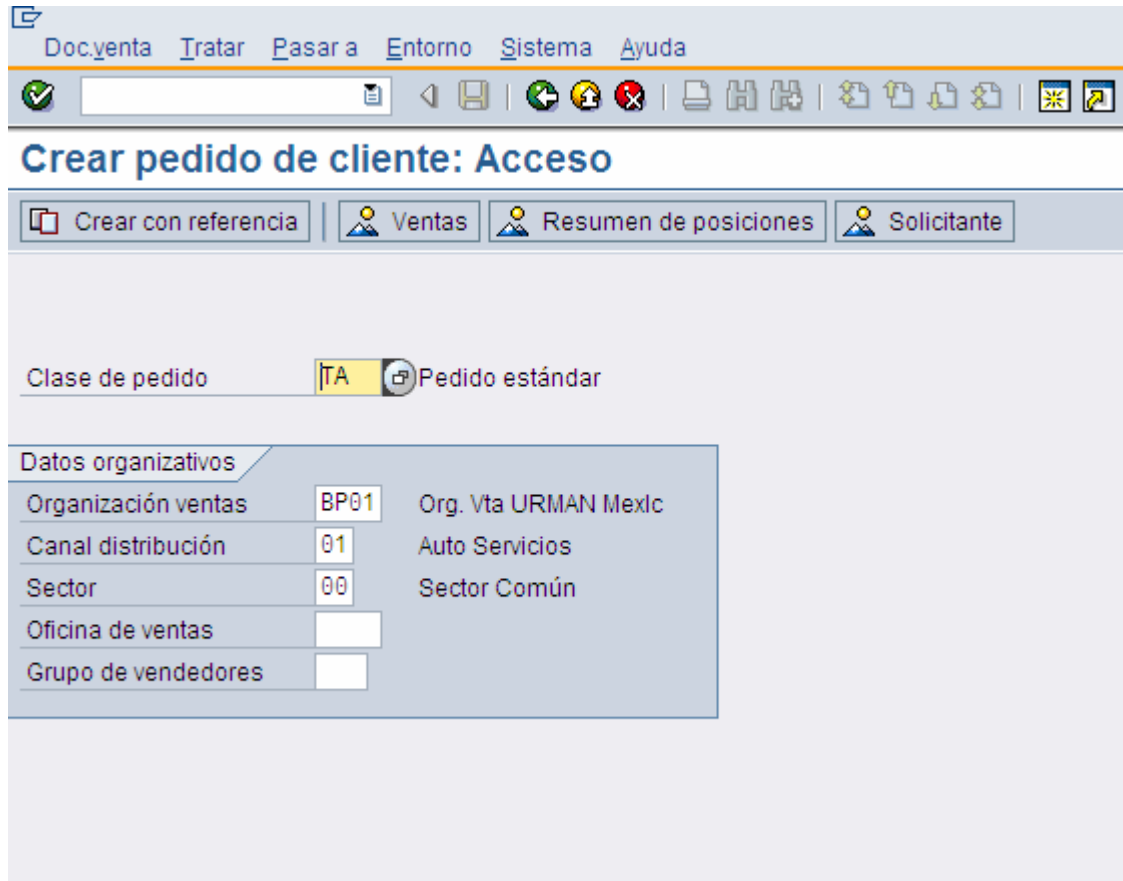 Doc.venta Tratar Pasar a Entorno Sistema Ayuda
Crear pedido de cliente: Acceso
Crear con referencia Ventas Resumen de posiciones Solicitante
Clase de pedido TA Pedido estándar
Datos organizativos
Organización ventas BP01 Org. Vta URMAN MexIc
Canal distribución 01 Auto Servicios
Sector 00 Sector Común
Oficina de ventas
Grupo de vendedores